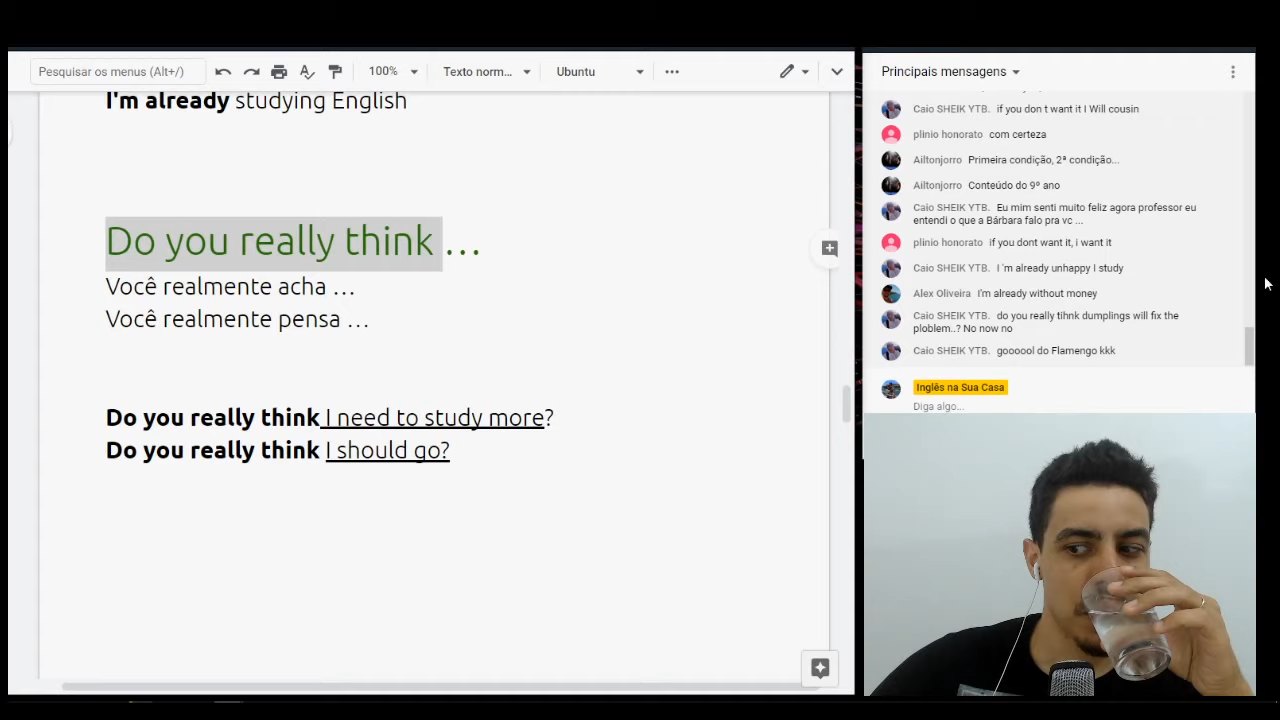 Pesquisar os menus (Alt+/)
100%
Texto norm...
Ubuntu
I'm already studying English
Do you really think …
Você realmente acha …
Você realmente pensa …
Do you really think I need to study more?
Do you really think I should go?
Principais mensagens
Caio SHEIK YTB. if you don t want it I Will cousin
plinio honorato com certeza
Ailtonjorro Primeira condição, 2ª condição...
Ailtonjorro Conteúdo do 9º ano
Caio SHEIK YTB. Eu mim senti muito feliz agora professor eu
entendi o que a Bárbara falo pra vc ...
plinio honorato if you dont want it, i want it
Caio SHEIK YTB. I 'm already unhappy I study
Alex Oliveira I'm already without money
Caio SHEIK YTB. do you really tihnk dumplings will fix the
ploblem..? No now no
Caio SHEIK YTB. goooool do Flamengo kkk
Inglês na Sua Casa
Diga algo...